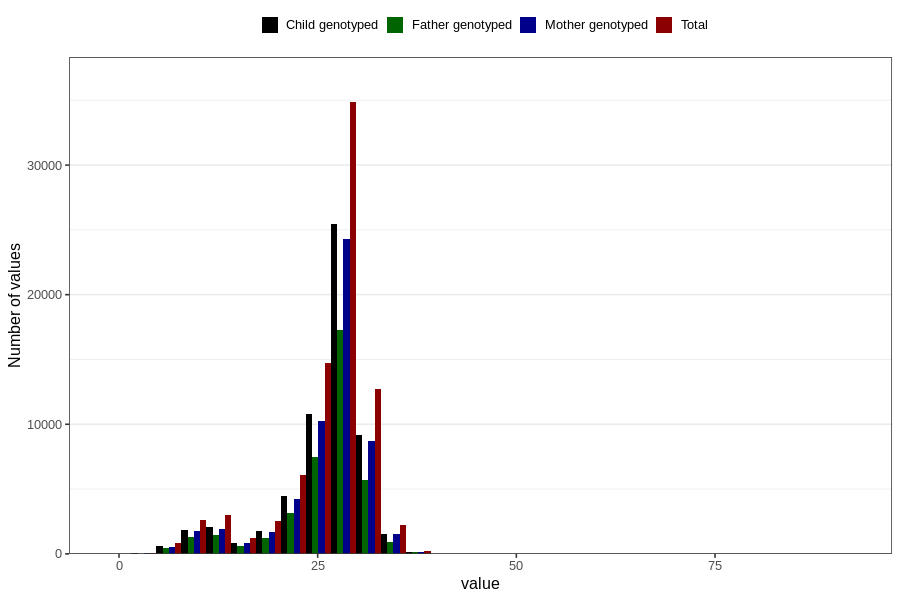 Child genotyped Father genotyped Mother genotyped Total
Number of values
30000
20000
10000
0
0 25 50 75
value